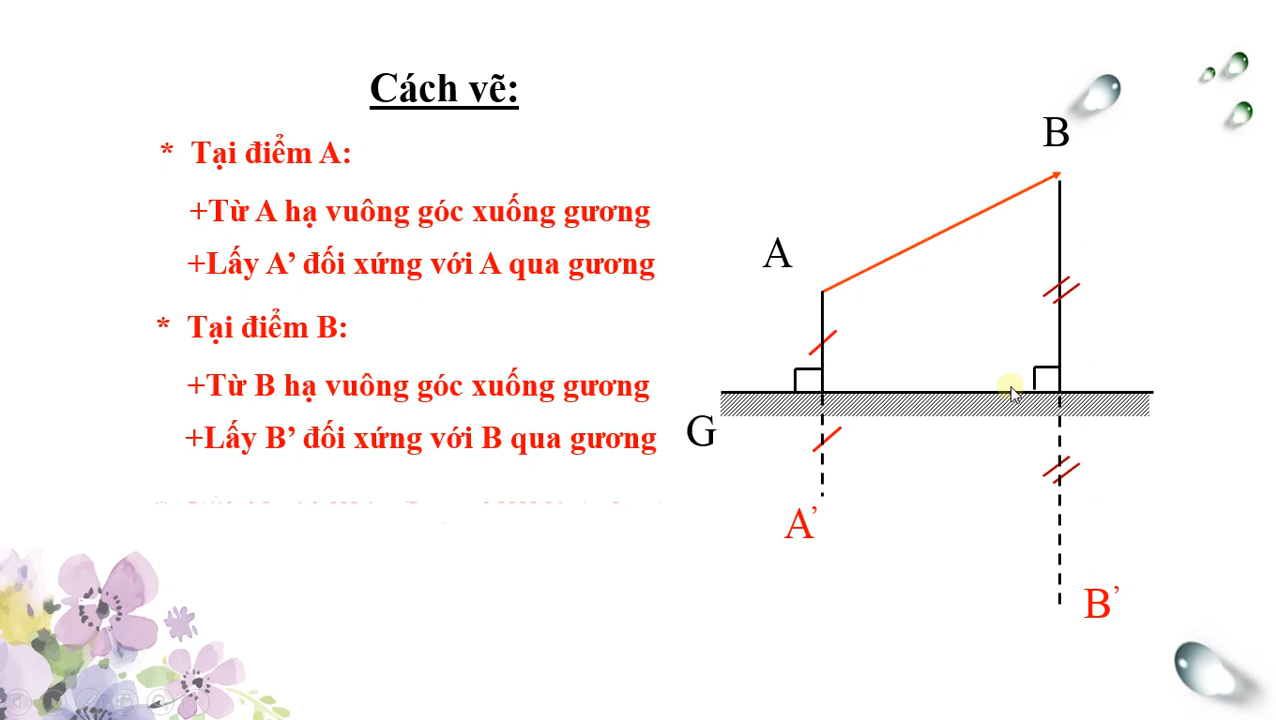 Cách vẽ:
* Tại điểm A:
+Từ A hạ vuông góc xuống gương
+Lấy A’ đối xứng với A qua gương
* Tại điểm B:
+Từ B hạ vuông góc xuống gương
+Lấy B’ đối xứng với B qua gương
B
A
G
A’
B’